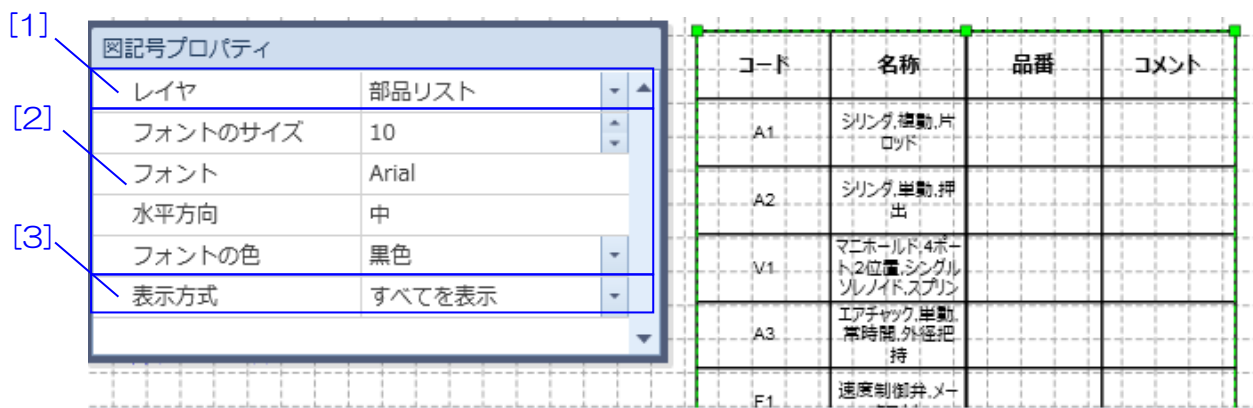 [1]
図記号プロパティ
レイヤ 部品リスト
[2]
フォントのサイズ 10
フォント Arial
水平方向 中
[3]
フォントの色 黒色
表示方式 すべてを表示
コード 名称 品番 コメント
A1 シリンダ,複動,片
ロッド
A2 シリンダ,単動,押
出
V1 マニホールド,4ポー
ト,2位置,シングル
ソレノイド,スプリン
A3 エアチャック,単動,
常時開,外径把
持
速度制御弁,メー